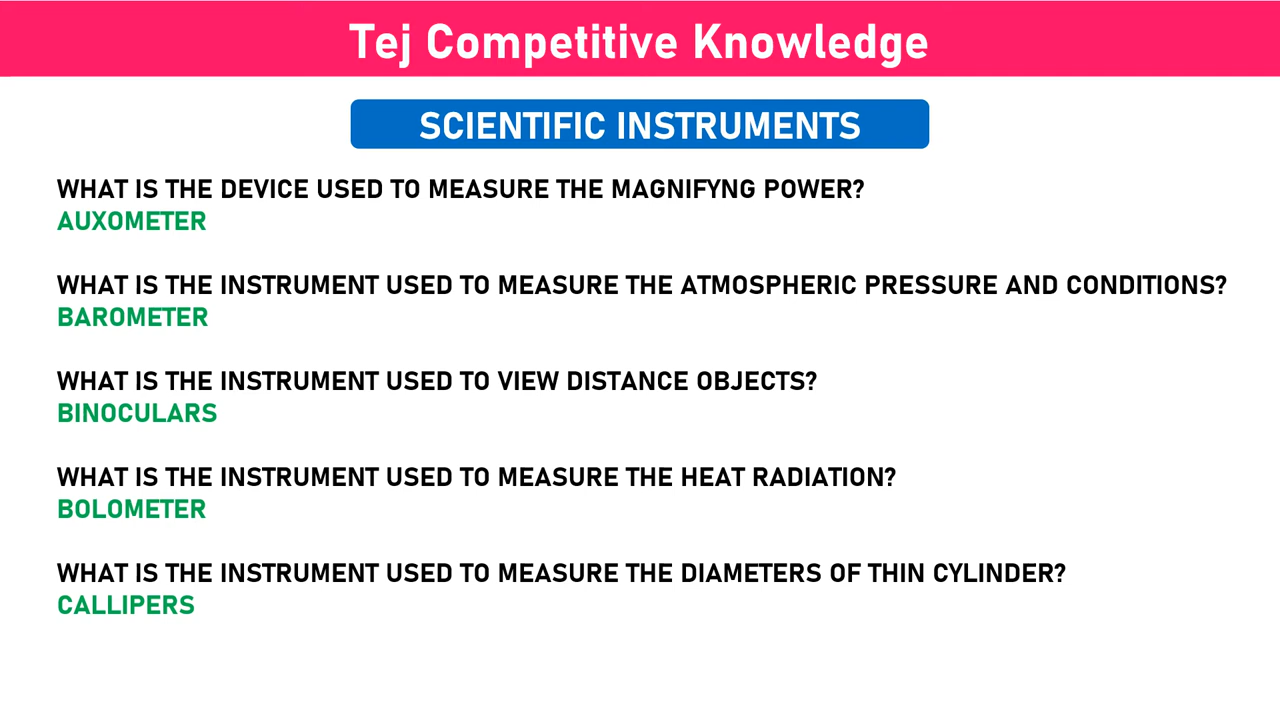 Tej Competitive Knowledge
SCIENTIFIC INSTRUMENTS
WHAT IS THE DEVICE USED TO MEASURE THE MAGNIFYNG POWER?
AUXOMETER
WHAT IS THE INSTRUMENT USED TO MEASURE THE ATMOSPHERIC PRESSURE AND CONDITIONS?
BAROMETER
WHAT IS THE INSTRUMENT USED TO VIEW DISTANCE OBJECTS?
BINOCULARS
WHAT IS THE INSTRUMENT USED TO MEASURE THE HEAT RADIATION?
BOLOMETER
WHAT IS THE INSTRUMENT USED TO MEASURE THE DIAMETERS OF THIN CYLINDER?
CALLIPERS